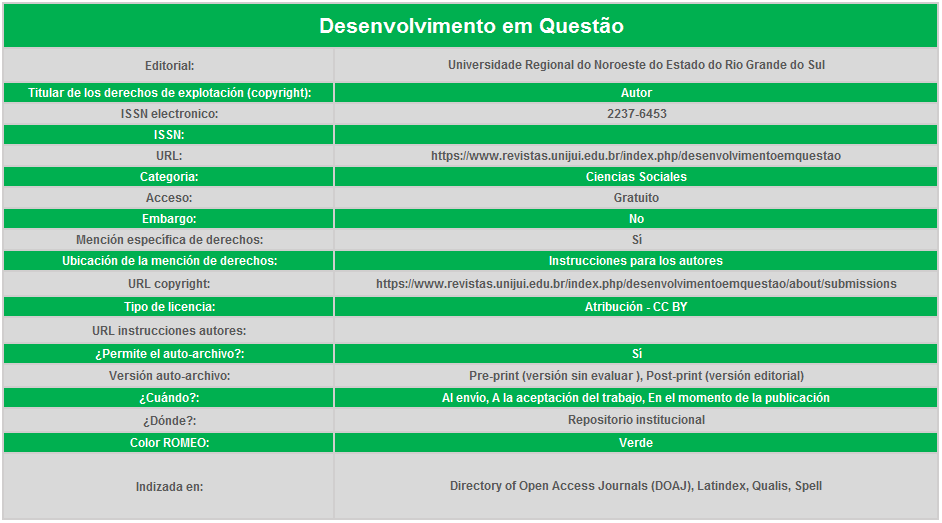 Desenvolvimento em Questão
Editorial: Universidade Regional do Noroeste do Estado do Rio Grande do Sul
Titular de los derechos de explotación (copyright): Autor
ISSN electronico: 2237-6453
ISSN:
URL: https://www.revistas.unijui.edu.br/index.php/desenvolvimentoemquestao
Categoria: Ciencias Sociales
Acceso: Gratuito
Embargo: No
Mención específica de derechos: Sí
Ubicación de la mención de derechos: Instrucciones para los autores
URL copyright: https://www.revistas.unijui.edu.br/index.php/desenvolvimentoemquestao/about/submissions
Tipo de licencia: Atribución - CC BY
URL instrucciones autores:
¿Permite el auto-archivo?: Sí
Versión auto-archivo: Pre-print (versión sin evaluar ), Post-print (versión editorial)
¿Cuándo?: Al envio, A la aceptación del trabajo, En el momento de la publicación
¿Dónde?: Repositorio institucional
Color ROMEO: Verde
Indizada en: Directory of Open Access Journals (DOAJ), Latindex, Qualis, Spell